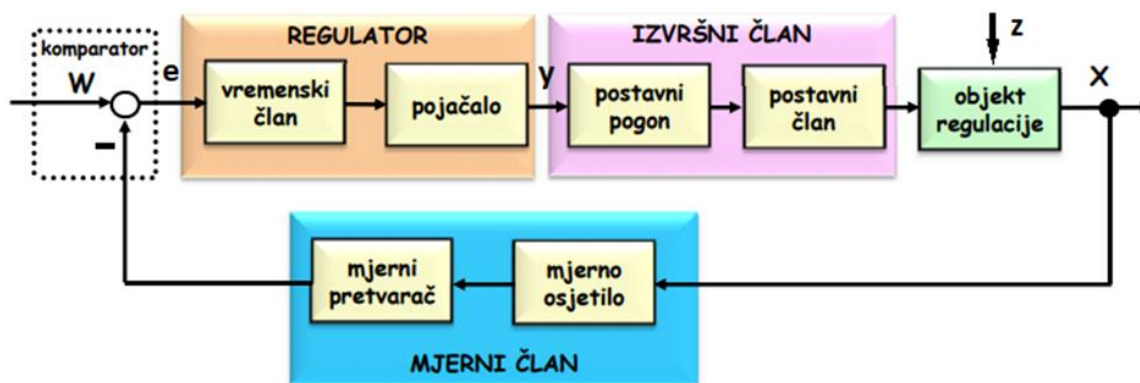 komparator
W
e
REGULATOR
vremenski
član
pojačalo
y
IZVRŠNI ČLAN
postavni
pogon
postavni
član
z
objekt
regulacije
x
-
mjerni
pretvarač
mjerno
osjetilo
MJERNI ČLAN